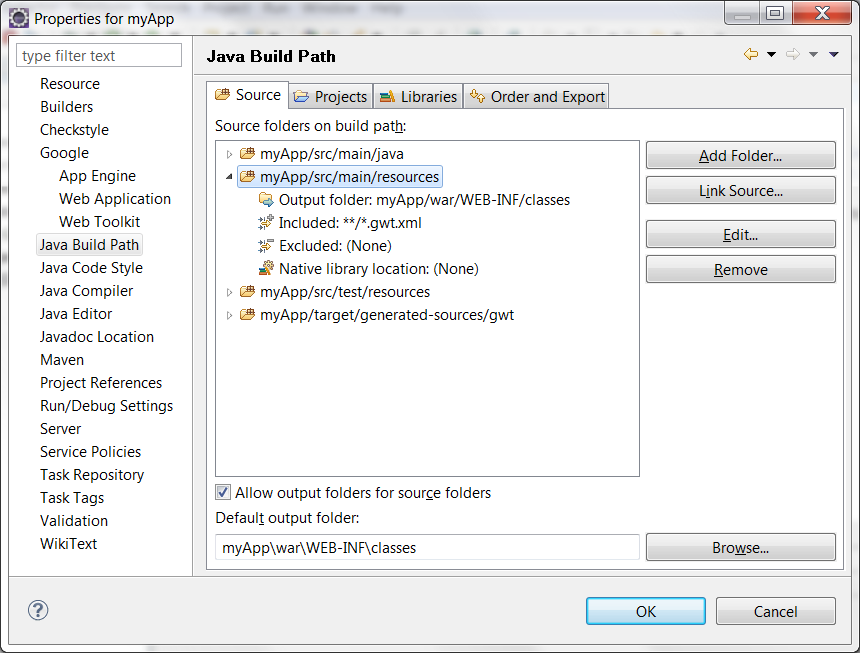 Properties for myApp
type filter text
Resource
Builders
Checkstyle
Google
App Engine
Web Application
Web Toolkit
Java Build Path
Java Code Style
Java Compiler
Java Editor
Javadoc Location
Maven
Project References
Run/Debug Settings
Server
Service Policies
Task Repository
Task Tags
Validation
WikiText
Java Build Path
Source Projects Libraries Order and Export
Source folders on build path:
myApp/src/main/java
myApp/src/main/resources
Output folder: myApp/war/WEB-INF/classes
Included: **/*.gwt.xml
Excluded: (None)
Native library location: (None)
myApp/src/test/resources
myApp/target/generated-sources/gwt
Add Folder...
Link Source...
Edit...
Remove
Allow output folders for source folders
Default output folder:
myApp\war\WEB-INF\classes
Browse...
?
OK Cancel